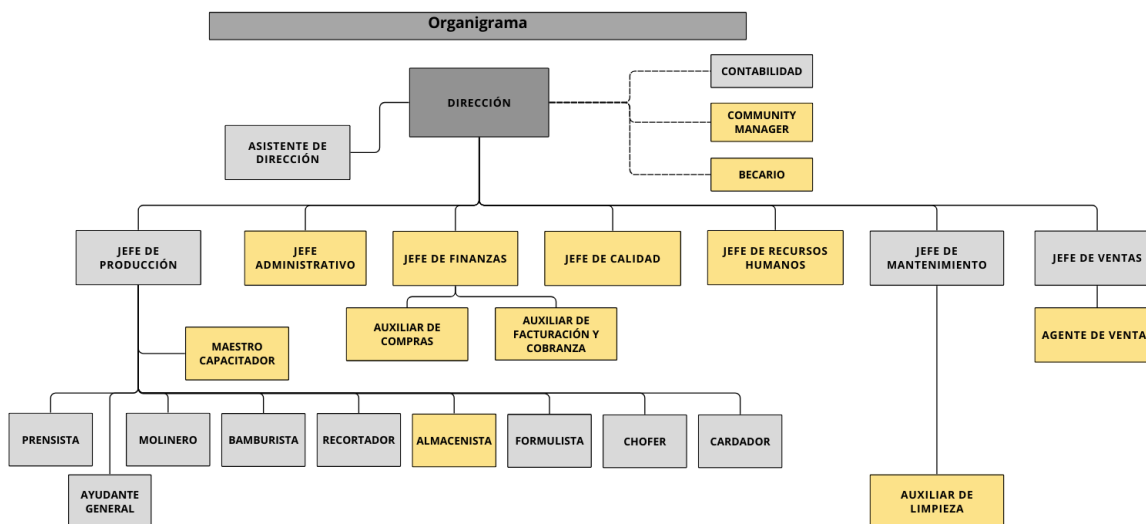 Organigrama
CONTABILIDAD
DIRECCIÓN
COMMUNITY
MANAGER
ASISTENTE DE
DIRECCIÓN
BECARIO
JEFE DE
PRODUCCIÓN
JEFE
ADMINISTRATIVO
JEFE DE FINANZAS
JEFE DE CALIDAD
JEFE DE RECURSOS
HUMANOS
JEFE DE
MANTENIMIENTO
JEFE DE VENTAS
MAESTRO
CAPACITADOR
AUXILIAR DE
COMPRAS
AUXILIAR DE
FACTURACIÓN Y
COBRANZA
AGENTE DE VENTA
PRENSISTA
MOLINERO
BAMBURISTA
RECORTADOR
ALMACENISTA
FORMULISTA
CHOFER
CARDADOR
AYUDANTE
GENERAL
AUXILIAR DE
LIMPIEZA